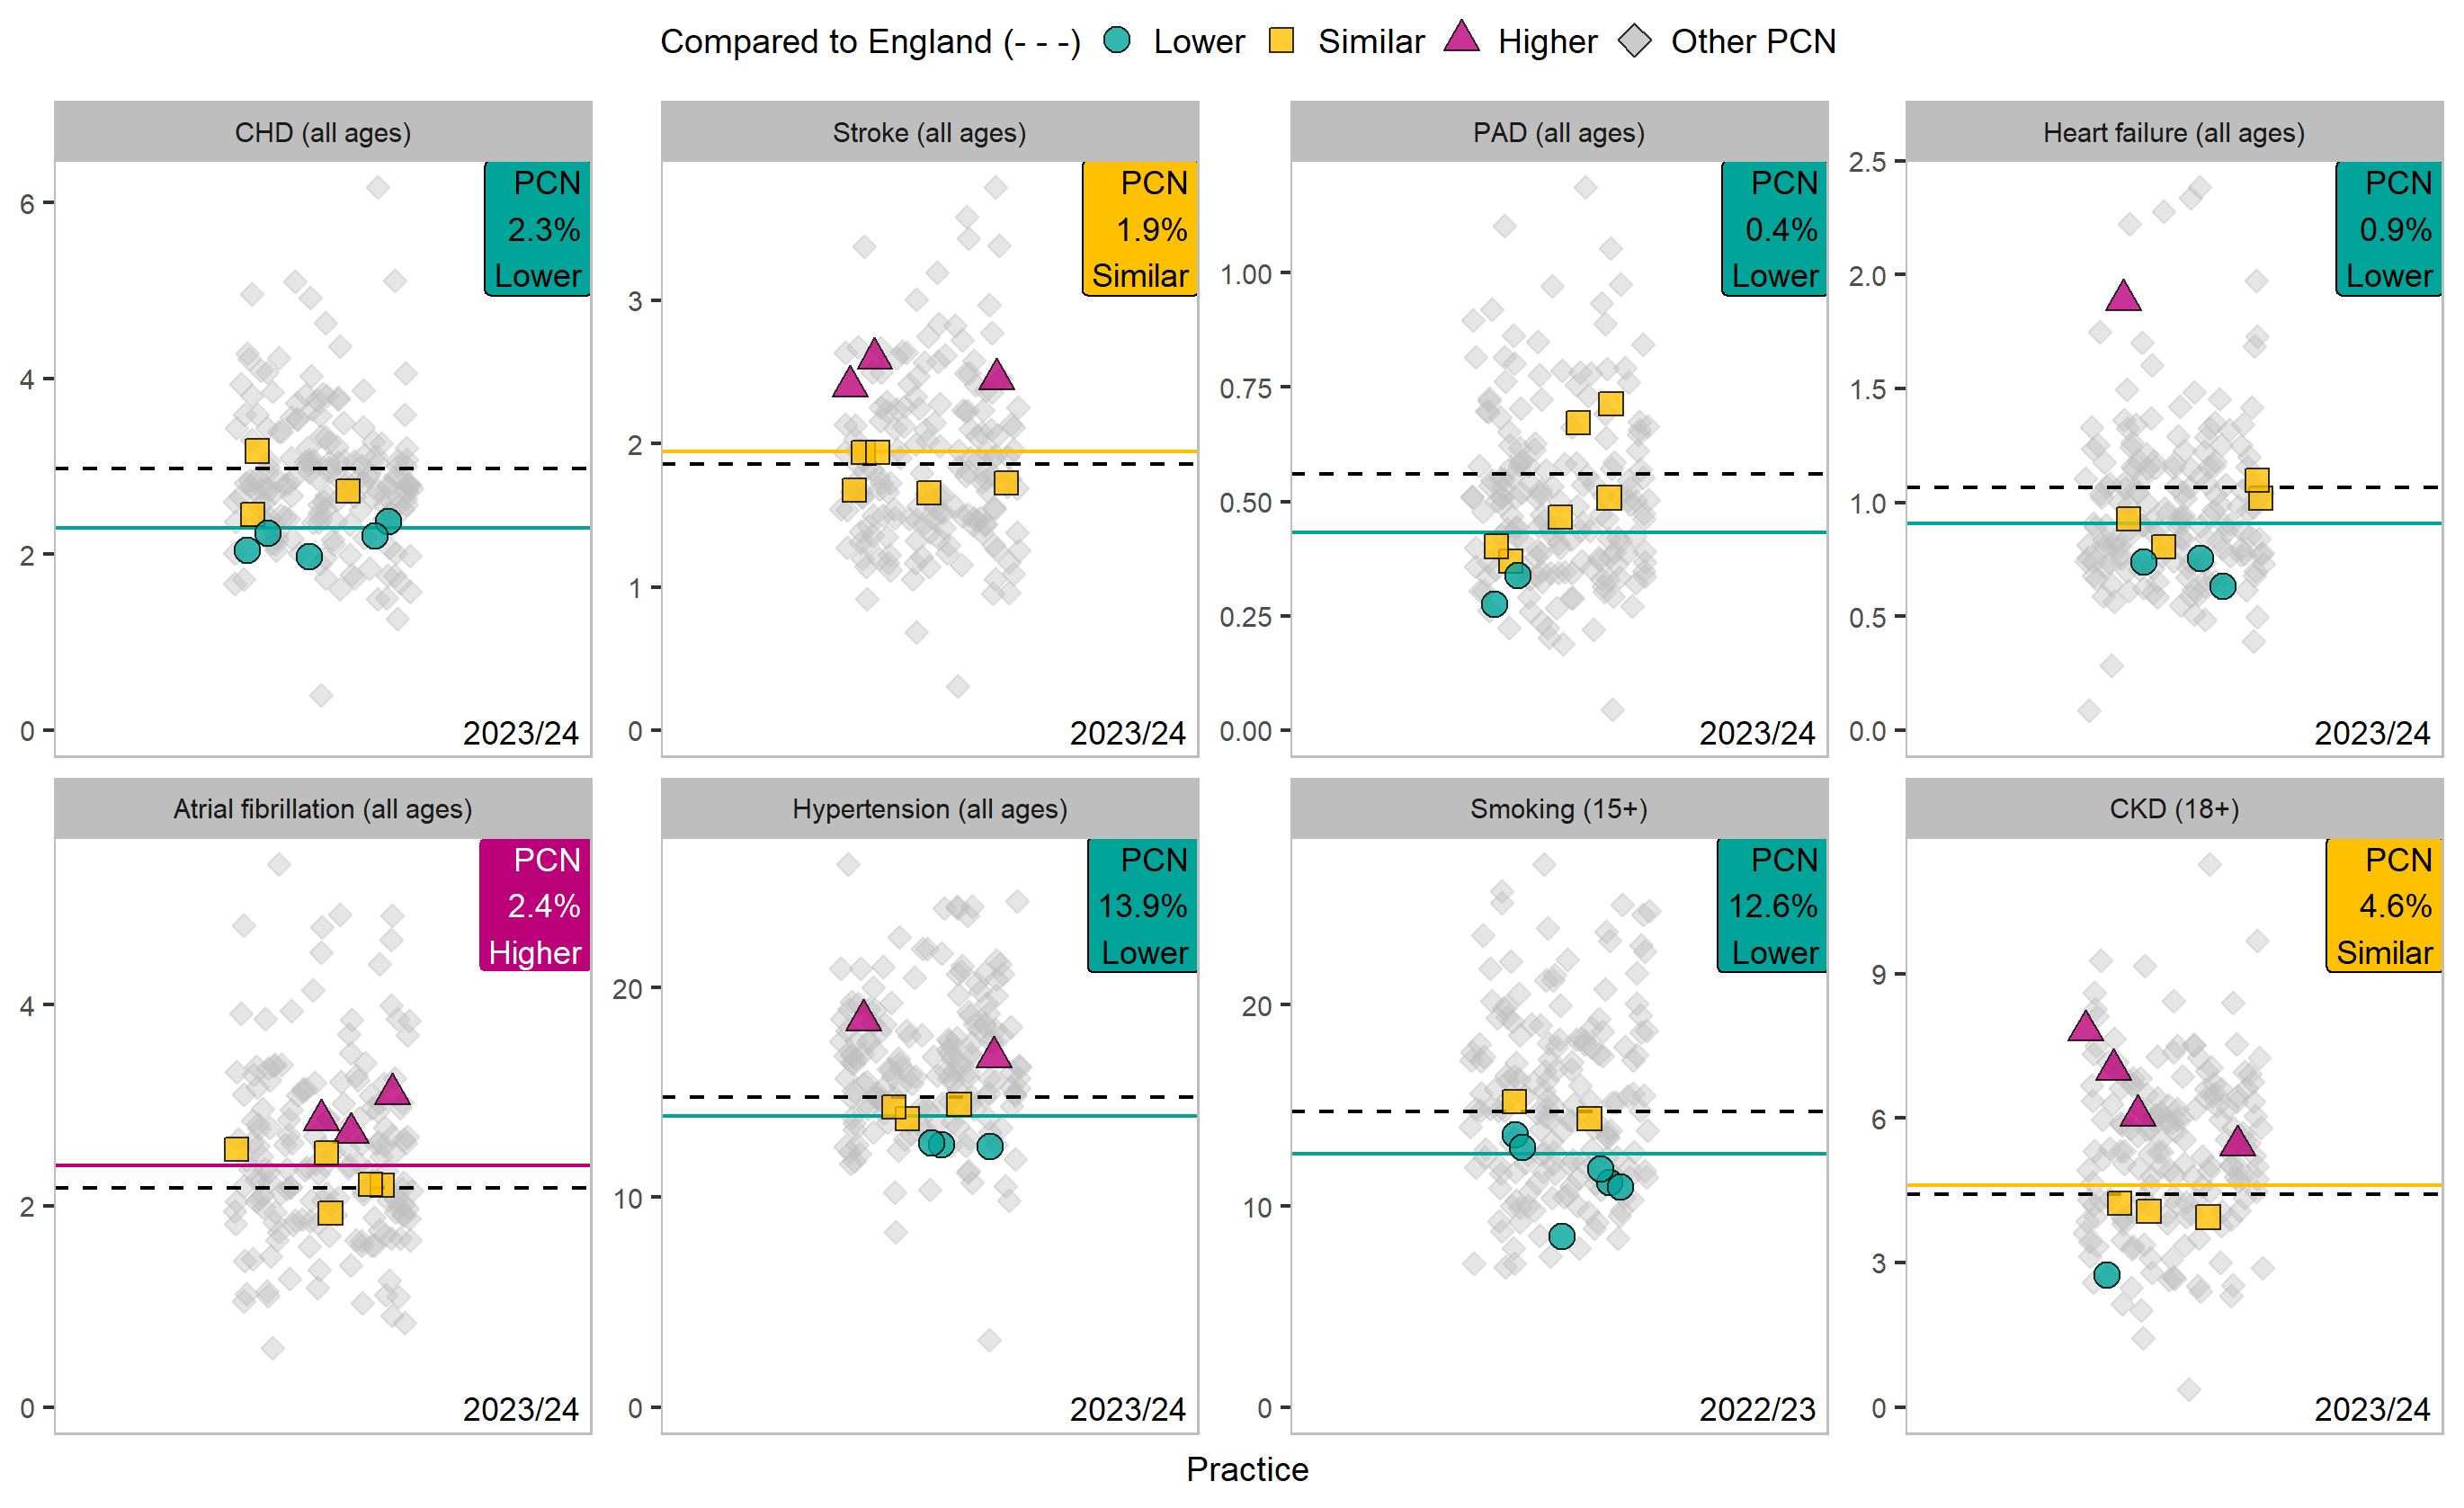 Compared to England (- - -) Lower Similar Higher Other PCN
CHD (all ages)
PCN
2.3%
Lower
6
4
2
0
2023/24
Stroke (all ages)
PCN
1.9%
Similar
3
2
1
0
2023/24
PAD (all ages)
PCN
0.4%
Lower
1.00
0.75
0.50
0.25
0.00
2023/24
Heart failure (all ages)
PCN
0.9%
Lower
2.5
2.0
1.5
1.0
0.5
0.0
2023/24
Atrial fibrillation (all ages)
PCN
2.4%
Higher
4
2
0
2023/24
Hypertension (all ages)
PCN
13.9%
Lower
20
10
0
2023/24
Smoking (15+)
PCN
12.6%
Lower
20
10
0
2022/23
CKD (18+)
PCN
4.6%
Similar
9
6
3
0
2023/24
Practice